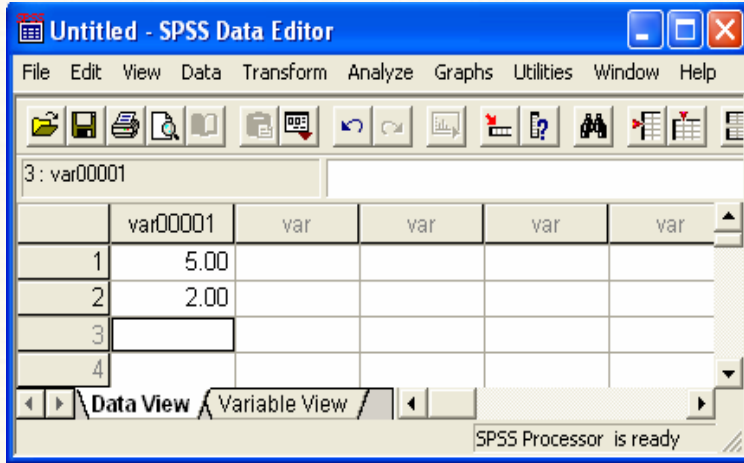 Untitled - SPSS Data Editor
File Edit View Data Transform Analyze Graphs Utilities Window Help
3 : var00001
var00001 var var var var
1 5.00
2 2.00
3
4
Data View Variable View
SPSS Processor is ready